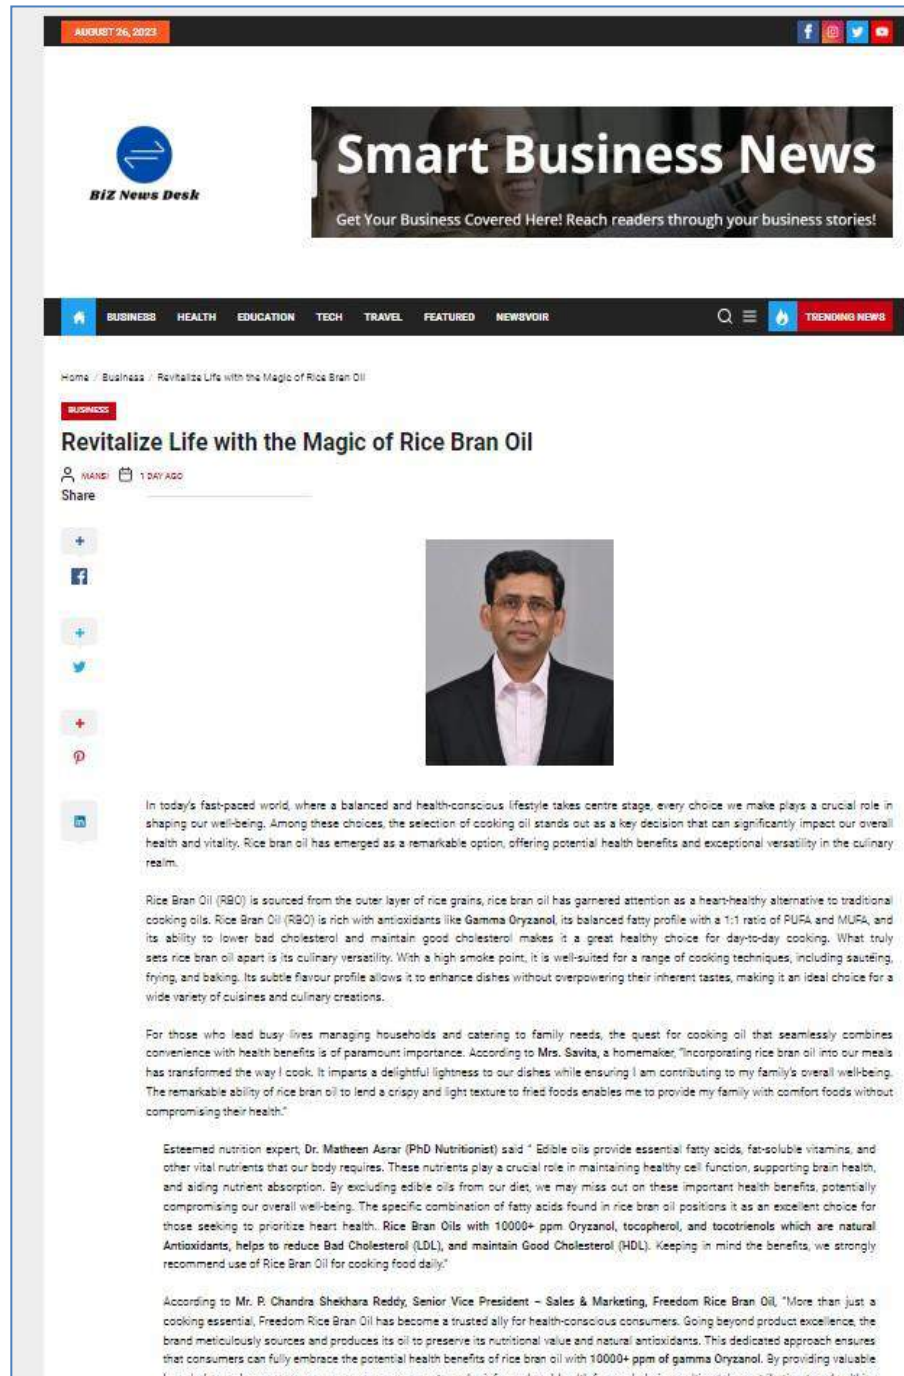 AUGUST 26, 2023
BiZ News Desk
Smart Business News
Get Your Business Covered Here! Reach readers through your business stories!
BUSINESS HEALTH EDUCATION TECH TRAVEL FEATURED NEWSVOIR TRENDING NEWS
Home / Business / Revitalize Life with the Magic of Rice Bran Oil
BUSINESS
Revitalize Life with the Magic of Rice Bran Oil
MANSI 1 DAY AGO
Share
In today's fast-paced world, where a balanced and health-conscious lifestyle takes centre stage, every choice we make plays a crucial role in
shaping our well-being. Among these choices, the selection of cooking oil stands out as a key decision that can significantly impact our overall
health and vitality. Rice bran oil has emerged as a remarkable option, offering potential health benefits and exceptional versatility in the culinary
realm.
Rice Bran Oil (RBO) is sourced from the outer layer of rice grains, rice bran oil has garnered attention as a heart-healthy alternative to traditional
cooking oils. Rice Bran Oil (RBO) is rich with antioxidants like Gamma Oryzanol, its balanced fatty profile with a 1:1 ratio of PUFA and MUFA, and
its ability to lower bad cholesterol and maintain good cholesterol makes it a great healthy choice for day-to-day cooking. What truly
sets rice bran oil apart is its culinary versatility. With a high smoke point, it is well-suited for a range of cooking techniques, including sautéing,
frying, and baking. Its subtle flavour profile allows it to enhance dishes without overpowering their inherent tastes, making it an ideal choice for a
wide variety of cuisines and culinary creations.
For those who lead busy lives managing households and catering to family needs, the quest for cooking oil that seamlessly combines
convenience with health benefits is of paramount importance. According to Mrs. Savita, a homemaker, "Incorporating rice bran oil into our meals
has transformed the way I cook. It imparts a delightful lightness to our dishes while ensuring I am contributing to my family's overall well-being.
The remarkable ability of rice bran oil to lend a crispy and light texture to fried foods enables me to provide my family with comfort foods without
compromising their health."
Esteemed nutrition expert, Dr. Matheen Asrar (PhD Nutritionist) said " Edible oils provide essential fatty acids, fat-soluble vitamins, and
other vital nutrients that our body requires. These nutrients play a crucial role in maintaining healthy cell function, supporting brain health,
and aiding nutrient absorption. By excluding edible oils from our diet, we may miss out on these important health benefits, potentially
compromising our overall well-being. The specific combination of fatty acids found in rice bran oil positions it as an excellent choice for
those seeking to prioritize heart health. Rice Bran Oils with 10000+ ppm Oryzanol, tocopherol, and tocotrienols which are natural
Antioxidants, helps to reduce Bad Cholesterol (LDL), and maintain Good Cholesterol (HDL). Keeping in mind the benefits, we strongly
recommend use of Rice Bran Oil for cooking food daily."
According to Mr. P. Chandra Shekhara Reddy, Senior Vice President – Sales & Marketing, Freedom Rice Bran Oil, "More than just a
cooking essential, Freedom Rice Bran Oil has become a trusted ally for health-conscious consumers. Going beyond product excellence, the
brand meticulously sources and produces its oil to preserve its nutritional value and natural antioxidants. This dedicated approach ensures
that consumers can fully embrace the potential health benefits of rice bran oil with 10000+ ppm of gamma Oryzanol. By providing valuable